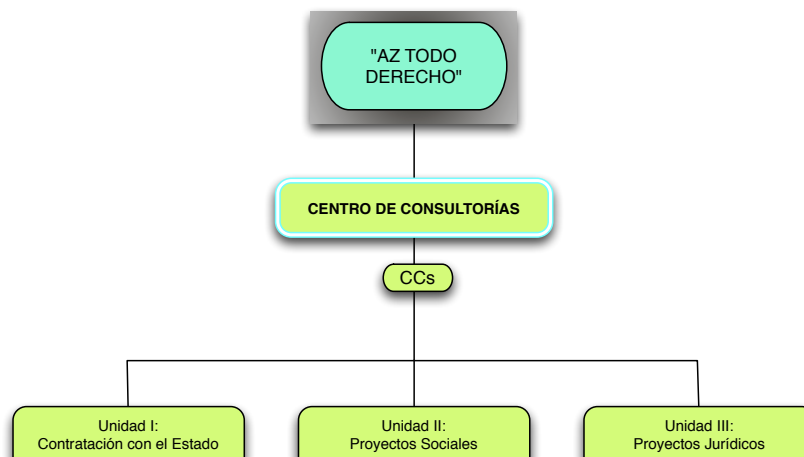 "AZ TODO
DERECHO"
CENTRO DE CONSULTORÍAS
CCs
Unidad I:
Contratación con el Estado
Unidad II:
Proyectos Sociales
Unidad III:
Proyectos Jurídicos